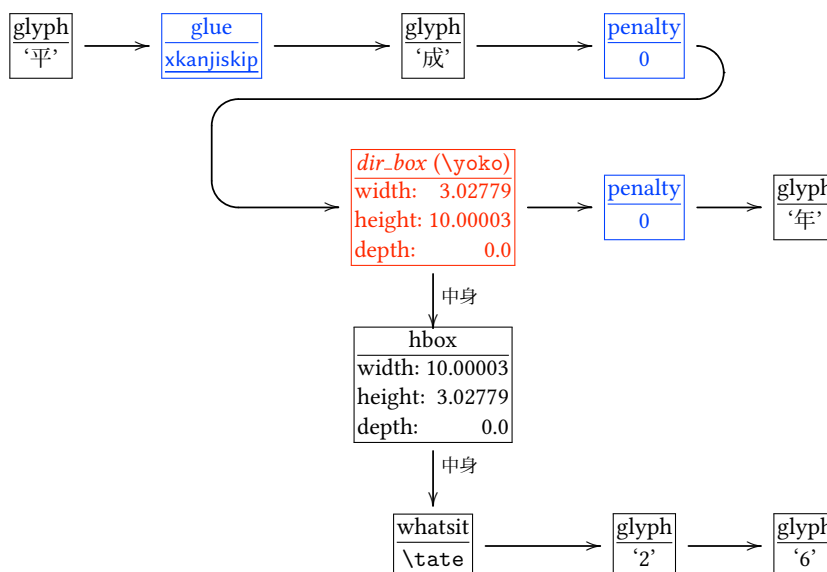 glyph
‘平’
glue
xkanjiskip
glyph
‘成’
penalty
0
dir_box (\yoko)
width: 3.02779
height: 10.00003
depth: 0.0
penalty
0
glyph
‘年’
中身
hbox
width: 10.00003
height: 3.02779
depth: 0.0
中身
whatsit
\tate
glyph
‘2’
glyph
‘6’